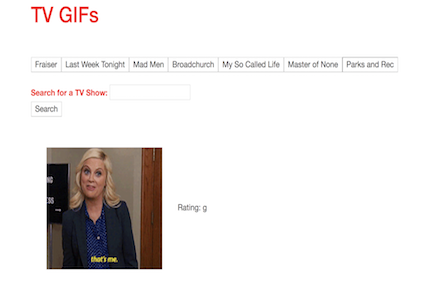 TV GIFs
Fraiser Last Week Tonight Mad Men Broadchurch My So Called Life Master of None Parks and Rec
Search for a TV Show:
Search
Rating: g
that's me.